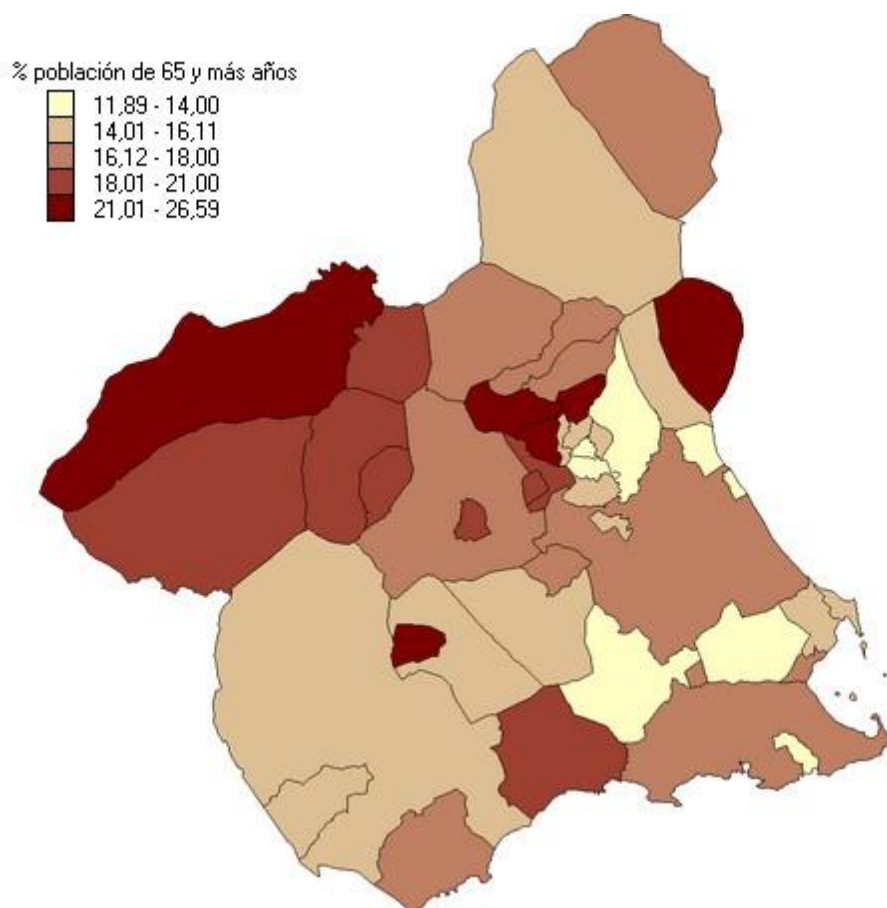 % población de 65 y más años
11,89 - 14,00
14,01 - 16,11
16,12 - 18,00
18,01 - 21,00
21,01 - 26,59